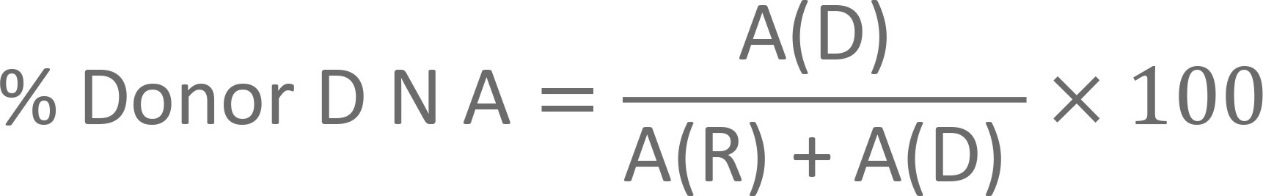 A(D)
% Donor D N A = ——— × 100
A(R) + A(D)